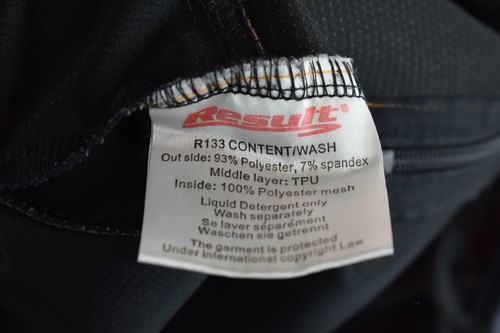 Result®
R133 CONTENT/WASH
Out side: 93% Polyester, 7% spandex
Middle layer: TPU
Inside: 100% Polyester mesh
Liquid Detergent only
Wash separately
Se laver séparément
Waschen sie getrennt
The garment is protected
Under International copyright Law